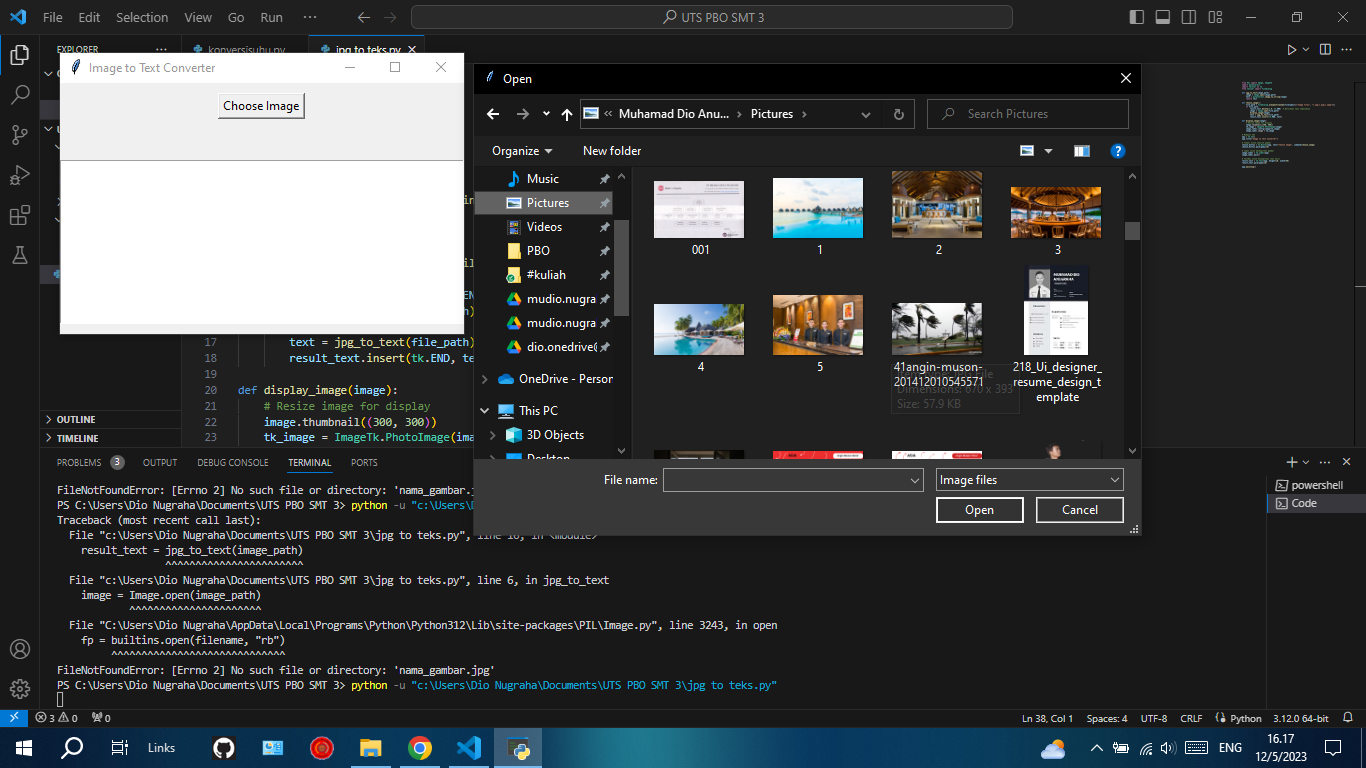 File Edit Selection View Go Run ···
UTS PBO SMT 3
EXPLORER
konversisuhu.py
jpg to teks.py
Image to Text Converter
Choose Image
17 text = jpg_to_text(file_path)
18 result_text.insert(tk.END, te
19
20 def display_image(image):
21 # Resize image for display
22 image.thumbnail((300, 300))
23 tk_image = ImageTk.PhotoImage(ima
OUTLINE
TIMELINE
Open
Muhamad Dio Anu... Pictures
Search Pictures
Organize New folder
Music
Pictures
Videos
PBO
#kuliah
mudio.nugra
mudio.nugra
dio.onedrive@
OneDrive - Person
This PC
3D Objects
Desktop
001 1 2 3
4 5 41angin-muson-201412010545571
218_Ui_designer_resume_design_template
Dimensions: 670 x 393
Size: 57.9 KB
File name: Image files
Open Cancel
PROBLEMS 3 OUTPUT DEBUG CONSOLE TERMINAL PORTS
powershell
Code
FileNotFoundError: [Errno 2] No such file or directory: 'nama_gambar.j
PS C:\Users\Dio Nugraha\Documents\UTS PBO SMT 3> python -u "c:\Users\D
Traceback (most recent call last):
File "c:\Users\Dio Nugraha\Documents\UTS PBO SMT 3\jpg to teks.py", line 16, in <module>
result_text = jpg_to_text(image_path)
^^^^^^^^^^^^^^^^^^^^^^^
File "c:\Users\Dio Nugraha\Documents\UTS PBO SMT 3\jpg to teks.py", line 6, in jpg_to_text
image = Image.open(image_path)
^^^^^^^^^^^^^^^^^^^^^^
File "C:\Users\Dio Nugraha\AppData\Local\Programs\Python\Python312\Lib\site-packages\PIL\Image.py", line 3243, in open
fp = builtins.open(filename, "rb")
^^^^^^^^^^^^^^^^^^^^^^^^^^^^^
FileNotFoundError: [Errno 2] No such file or directory: 'nama_gambar.jpg'
PS C:\Users\Dio Nugraha\Documents\UTS PBO SMT 3> python -u "c:\Users\Dio Nugraha\Documents\UTS PBO SMT 3\jpg to teks.py"
3 0 0
Ln 38, Col 1 Spaces: 4 UTF-8 CRLF Python 3.12.0 64-bit
Links
ENG
16.17
12/5/2023